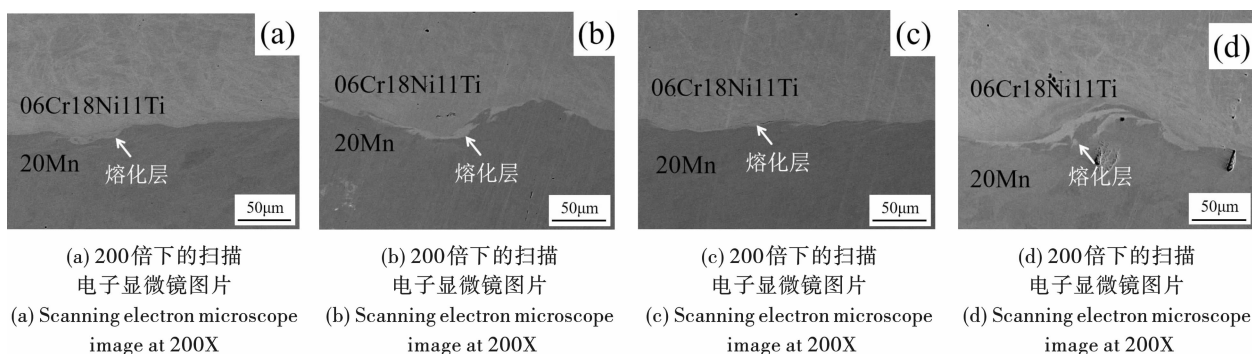 (a)
06Cr18Ni11Ti
20Mn
熔化层
50μm
(b)
06Cr18Ni11Ti
20Mn
熔化层
50μm
(c)
06Cr18Ni11Ti
20Mn
熔化层
50μm
(d)
06Cr18Ni11Ti
20Mn
熔化层
50μm
(a) 200倍下的扫描
电子显微镜图片
(a) Scanning electron microscope
image at 200X
(b) 200倍下的扫描
电子显微镜图片
(b) Scanning electron microscope
image at 200X
(c) 200倍下的扫描
电子显微镜图片
(c) Scanning electron microscope
image at 200X
(d) 200倍下的扫描
电子显微镜图片
(d) Scanning electron microscope
image at 200X